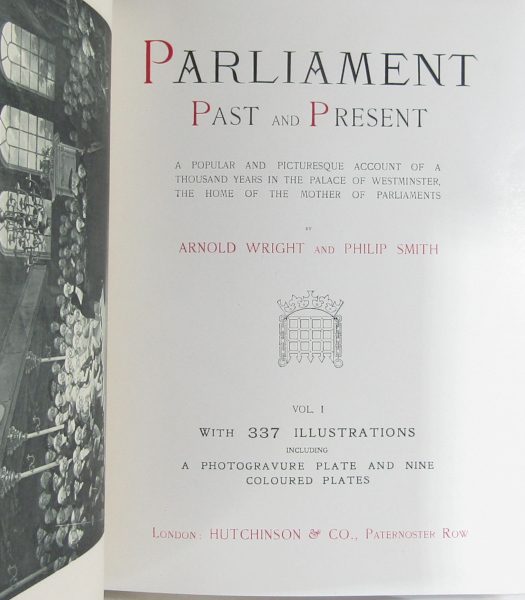 PARLIAMENT
PAST AND PRESENT
A POPULAR AND PICTURESQUE ACCOUNT OF A
THOUSAND YEARS IN THE PALACE OF WESTMINSTER,
THE HOME OF THE MOTHER OF PARLIAMENTS
BY
ARNOLD WRIGHT AND PHILIP SMITH
VOL. I
WITH 337 ILLUSTRATIONS
INCLUDING
A PHOTOGRAVURE PLATE AND NINE
COLOURED PLATES
LONDON: HUTCHINSON & CO., PATERNOSTER ROW